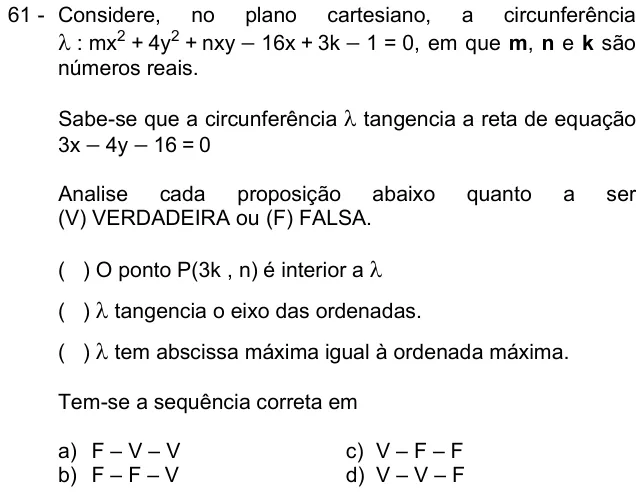 61 - Considere, no plano cartesiano, a circunferência
λ : mx² + 4y² + nxy – 16x + 3k – 1 = 0, em que m, n e k são
números reais.
Sabe-se que a circunferência λ tangencia a reta de equação
3x – 4y – 16 = 0
Analise cada proposição abaixo quanto a ser
(V) VERDADEIRA ou (F) FALSA.
( ) O ponto P(3k , n) é interior a λ
( ) λ tangencia o eixo das ordenadas.
( ) λ tem abscissa máxima igual à ordenada máxima.
Tem-se a sequência correta em
a) F – V – V c) V – F – F
b) F – F – V d) V – V – F